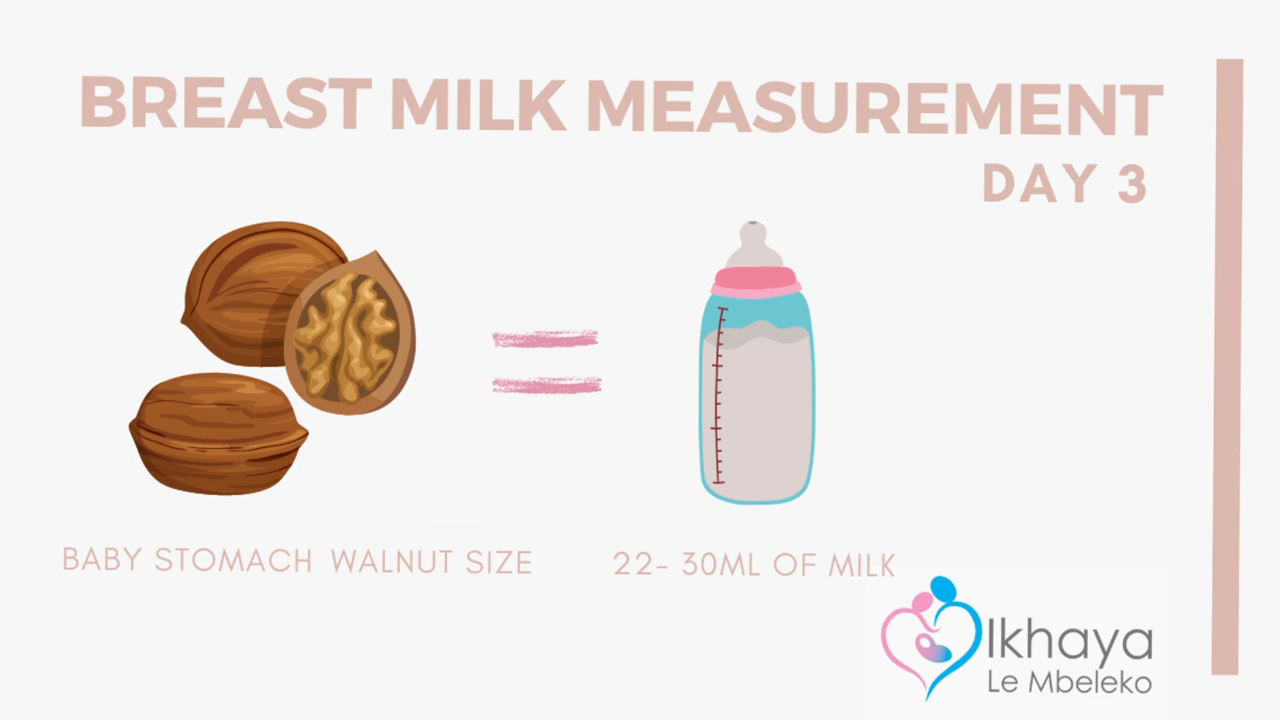 BREAST MILK MEASUREMENT
DAY 3
BABY STOMACH WALNUT SIZE
22- 30ML OF MILK
Ikhaya
Le Mbeleko